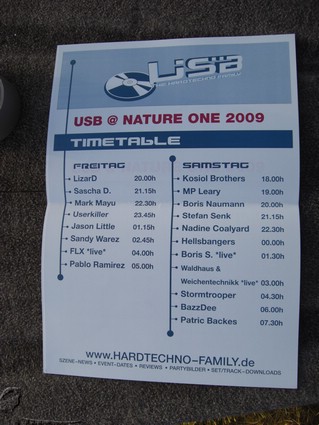 USB
THE HARDTECHNO FAMILY
USB @ NATURE ONE 2009
TIMETABLE
FREITAG
LizarD 20.00h
Sascha D. 21.15h
Mark Mayu 22.30h
Userkiller 23.45h
Jason Little 01.15h
Sandy Warez 02.45h
FLX *live* 04.00h
Pablo Ramirez 05.00h
SAMSTAG
Kosiol Brothers 18.00h
MP Leary 19.00h
Boris Naumann 20.00h
Stefan Senk 21.15h
Nadine Coalyard 22.30h
Hellsbangers 00.00h
Boris S. *live* 01.30h
Waldhaus &
Weichentechnikk *live* 03.00h
Stormtrooper 04.30h
BazzDee 06.00h
Patric Backes 07.30h
www.HARDTECHNO-FAMILY.de
SZENE-NEWS • EVENT-DATES • REVIEWS • PARTYBILDER • SET/TRACK-DOWNLOADS